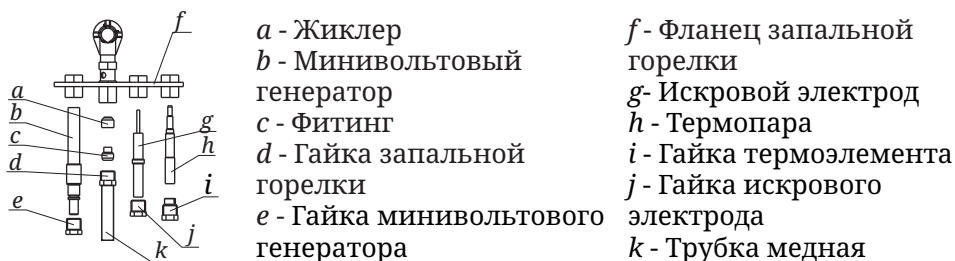 f
a
b
c
d
e
g
h
i
j
k
a - Жиклер
b - Минивольтовый
генератор
c - Фитинг
d - Гайка запальной
горелки
e - Гайка минивольтового
генератора
f - Фланец запальной
горелки
g- Искровой электрод
h - Термопара
i - Гайка термоэлемента
j - Гайка искрового
электрода
k - Трубка медная